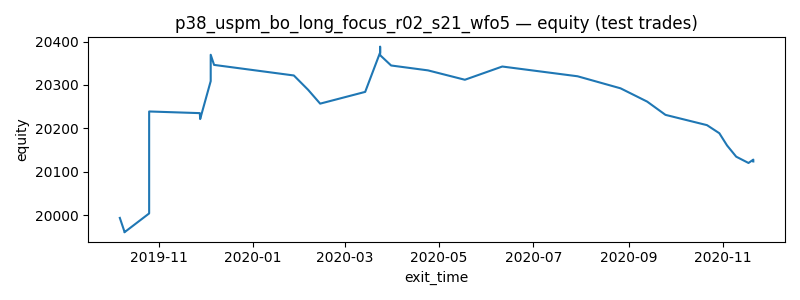 p38_uspm_bo_long_focus_r02_s21_wfo5 — equity (test trades)
20400
20300
20200
20100
20000
equity
2019-11 2020-01 2020-03 2020-05 2020-07 2020-09 2020-11
exit_time